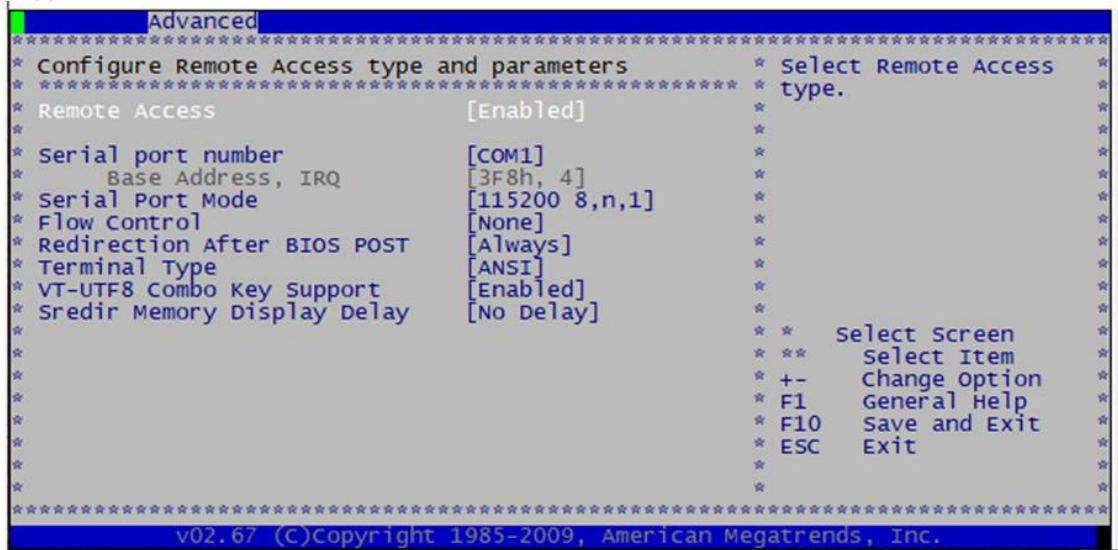 Advanced
Configure Remote Access type and parameters
Remote Access [Enabled]
Serial port number [COM1]
Base Address, IRQ [3F8h, 4]
Serial Port Mode [115200 8,n,1]
Flow Control [None]
Redirection After BIOS POST [Always]
Terminal Type [ANSI]
VT-UTF8 Combo Key Support [Enabled]
Sredir Memory Display Delay [No Delay]
Select Remote Access
type.
* Select Screen
** Select Item
+- Change Option
F1 General Help
F10 Save and Exit
ESC Exit
v02.67 (C)Copyright 1985-2009, American Megatrends, Inc.